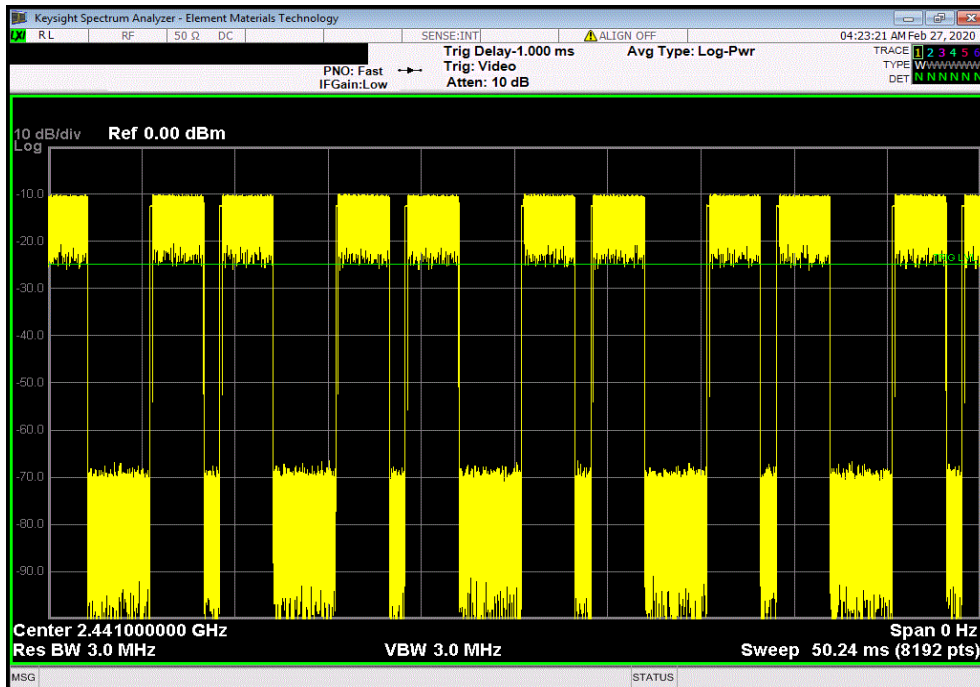 Keysight Spectrum Analyzer - Element Materials Technology
LXI RL RF 50 Ω DC SENSE:INT ALIGN OFF 04:23:21 AM Feb 27, 2020
Trig Delay-1.000 ms Avg Type: Log-Pwr TRACE 1 2 3 4 5 6
PNO: Fast Trig: Video TYPE WWWWWW
IFGain:Low Atten: 10 dB DET N N N N N N
10 dB/div Ref 0.00 dBm
Log
-10.0
-20.0
TRIG LVL
-30.0
-40.0
-50.0
-60.0
-70.0
-80.0
-90.0
Center 2.441000000 GHz Span 0 Hz
Res BW 3.0 MHz VBW 3.0 MHz Sweep 50.24 ms (8192 pts)
MSG STATUS